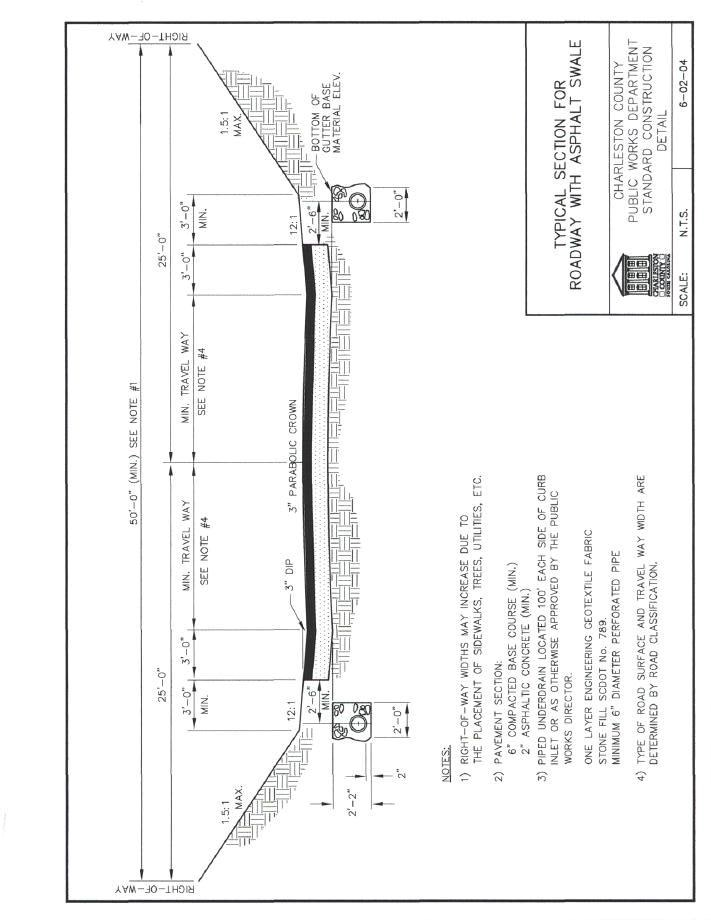 RIGHT-OF-WAY
RIGHT-OF-WAY
50'-0" (MIN.) SEE NOTE #1
25'-0"
25'-0"
3'-0"
MIN.
3'-0"
MIN. TRAVEL WAY
SEE NOTE #4
MIN. TRAVEL WAY
SEE NOTE #4
3'-0"
3'-0"
MIN.
1.5:1
MAX.
12:1
3" DIP
3" PARABOLIC CROWN
12:1
1.5:1
MAX.
2'-6"
MIN.
2'-6"
MIN.
BOTTOM OF
GUTTER BASE
MATERIAL ELEV.
2'-2"
2"
2'-0"
2'-0"
NOTES:
1) RIGHT-OF-WAY WIDTHS MAY INCREASE DUE TO
THE PLACEMENT OF SIDEWALKS, TREES, UTILITIES, ETC.
2) PAVEMENT SECTION:
6" COMPACTED BASE COURSE (MIN.)
2" ASPHALTIC CONCRETE (MIN.)
3) PIPED UNDERDRAIN LOCATED 100' EACH SIDE OF CURB
INLET OR AS OTHERWISE APPROVED BY THE PUBLIC
WORKS DIRECTOR.
ONE LAYER ENGINEERING GEOTEXTILE FABRIC
STONE FILL SCDOT No. 789.
MINIMUM 6" DIAMETER PERFORATED PIPE
4) TYPE OF ROAD SURFACE AND TRAVEL WAY WIDTH ARE
DETERMINED BY ROAD CLASSIFICATION.
TYPICAL SECTION FOR
ROADWAY WITH ASPHALT SWALE
CHARLESTON
COUNTY
CHARLESTON COUNTY
PUBLIC WORKS DEPARTMENT
STANDARD CONSTRUCTION
DETAIL
SCALE: N.T.S. 6-02-04